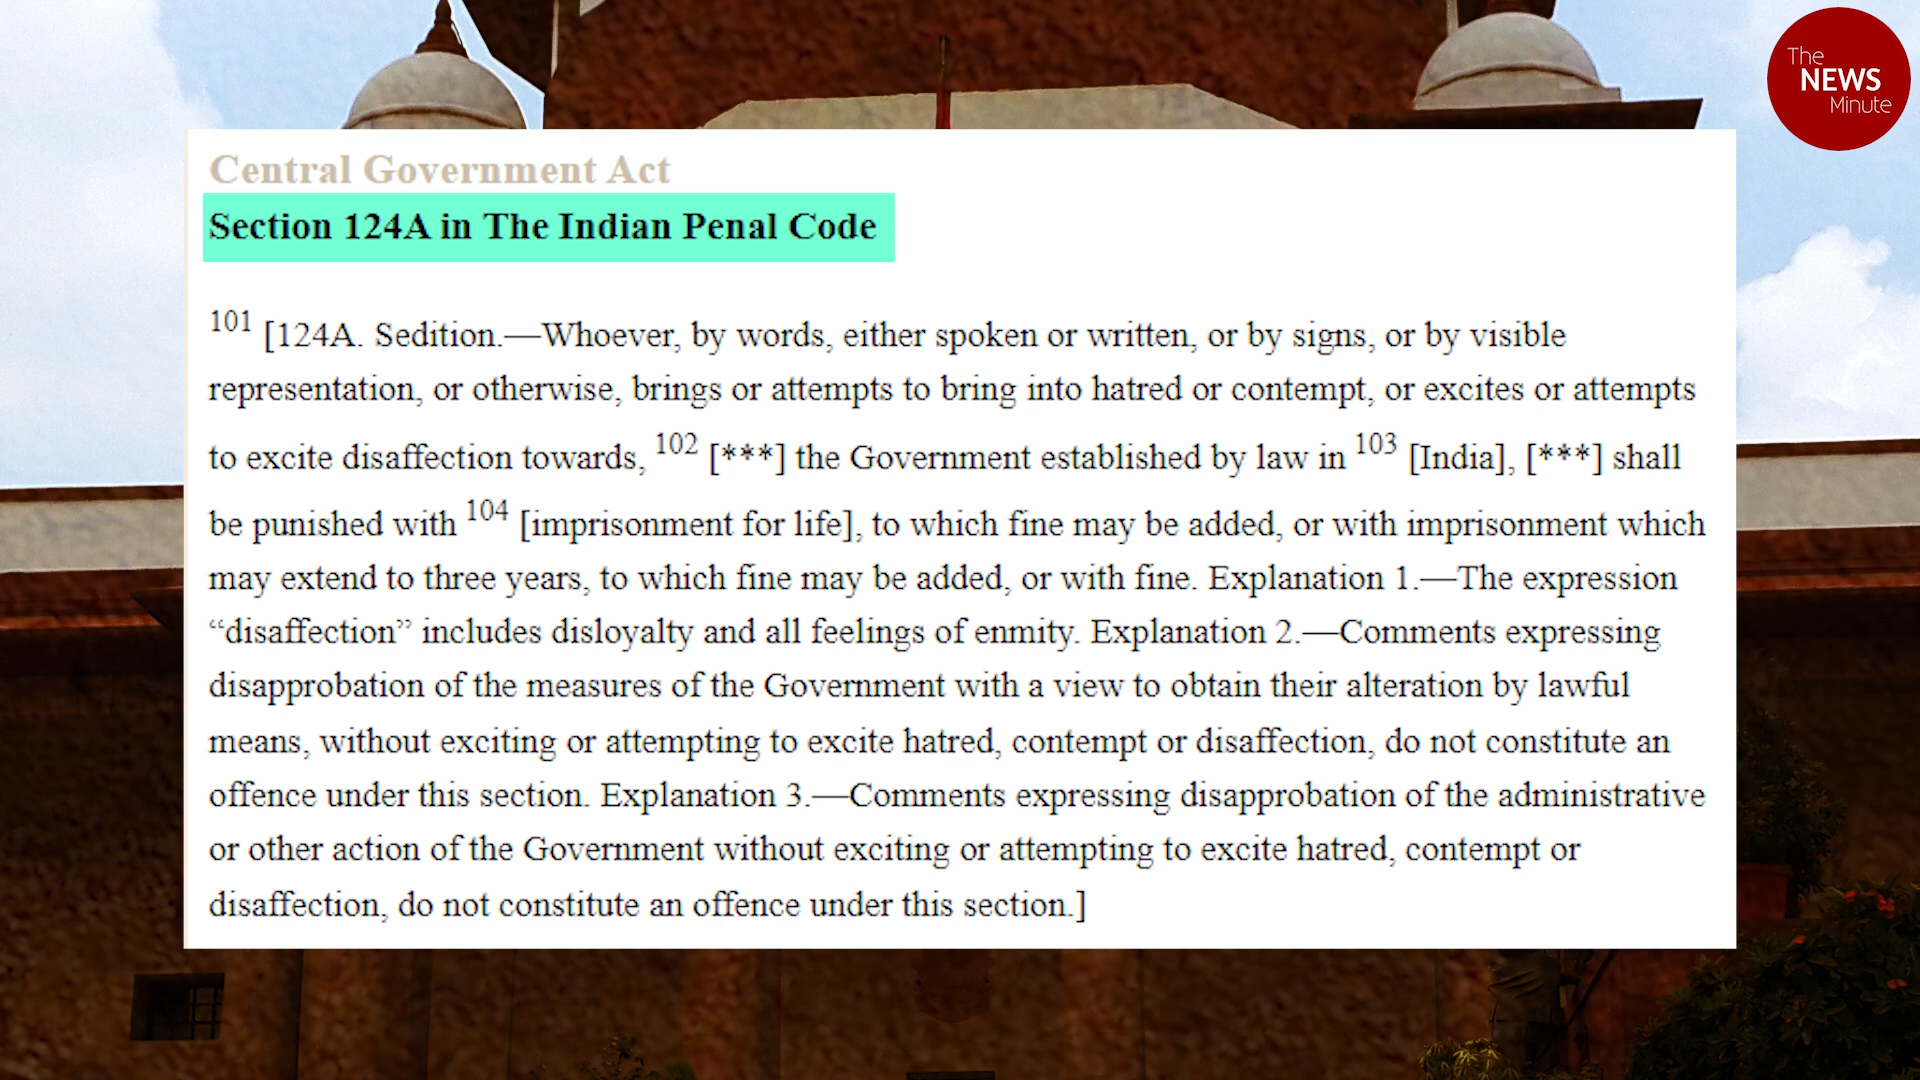 The
NEWS
Minute
Central Government Act
Section 124A in The Indian Penal Code
101 [124A. Sedition.—Whoever, by words, either spoken or written, or by signs, or by visible
representation, or otherwise, brings or attempts to bring into hatred or contempt, or excites or attempts
to excite disaffection towards, 102 [***] the Government established by law in 103 [India], [***] shall
be punished with 104 [imprisonment for life], to which fine may be added, or with imprisonment which
may extend to three years, to which fine may be added, or with fine. Explanation 1.—The expression
“disaffection” includes disloyalty and all feelings of enmity. Explanation 2.—Comments expressing
disapprobation of the measures of the Government with a view to obtain their alteration by lawful
means, without exciting or attempting to excite hatred, contempt or disaffection, do not constitute an
offence under this section. Explanation 3.—Comments expressing disapprobation of the administrative
or other action of the Government without exciting or attempting to excite hatred, contempt or
disaffection, do not constitute an offence under this section.]